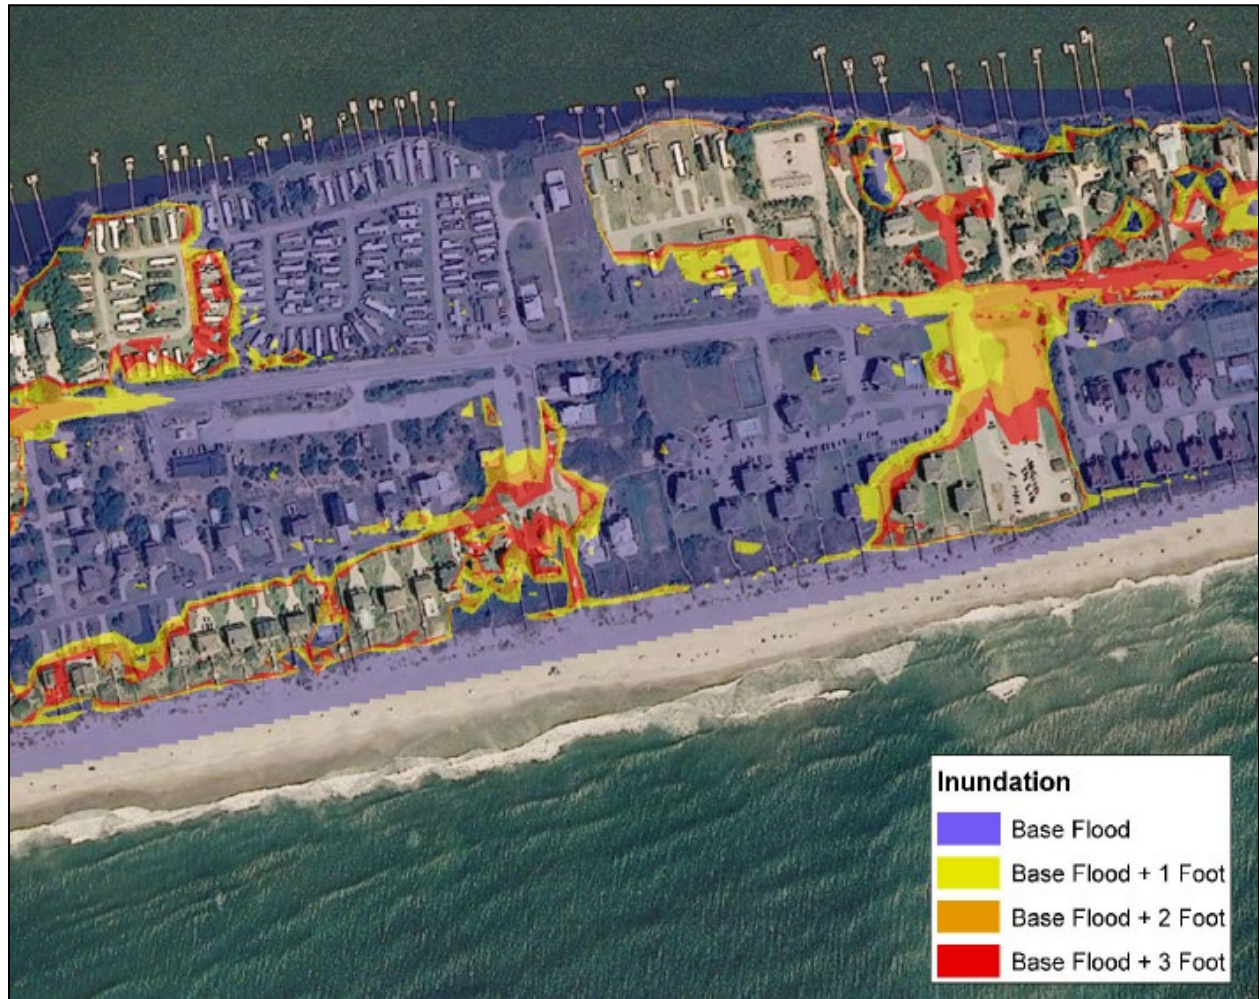 Inundation
Base Flood
Base Flood + 1 Foot
Base Flood + 2 Foot
Base Flood + 3 Foot